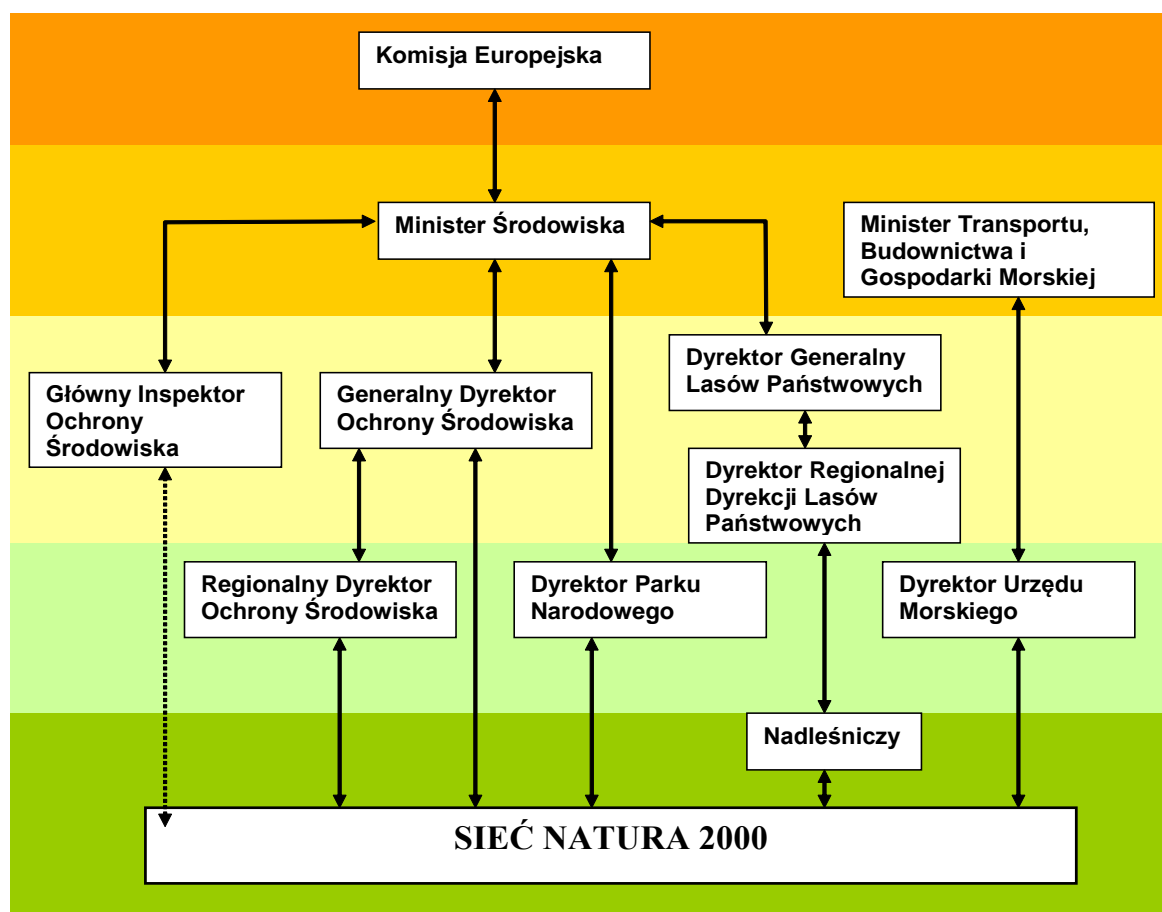 Komisja Europejska
Minister Środowiska
Minister Transportu,
Budownictwa i
Gospodarki Morskiej
Dyrektor Generalny
Lasów Państwowych
Główny Inspektor
Ochrony
Środowiska
Generalny Dyrektor
Ochrony Środowiska
Dyrektor Regionalnej
Dyrekcji Lasów
Państwowych
Regionalny Dyrektor
Ochrony Środowiska
Dyrektor Parku
Narodowego
Dyrektor Urzędu
Morskiego
Nadleśniczy
SIEĆ NATURA 2000